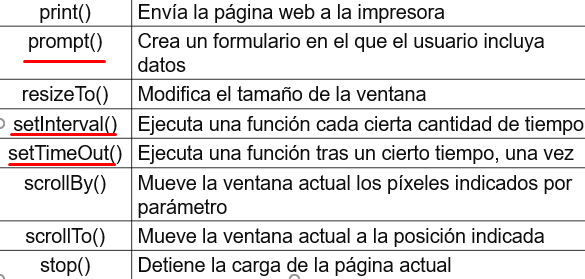 print() Envía la página web a la impresora
prompt() Crea un formulario en el que el usuario incluya
datos
resizeTo() Modifica el tamaño de la ventana
setInterval() Ejecuta una función cada cierta cantidad de tiempo
setTimeOut() Ejecuta una función tras un cierto tiempo, una vez
scrollBy() Mueve la ventana actual los píxeles indicados por
parámetro
scrollTo() Mueve la ventana actual a la posición indicada
stop() Detiene la carga de la página actual